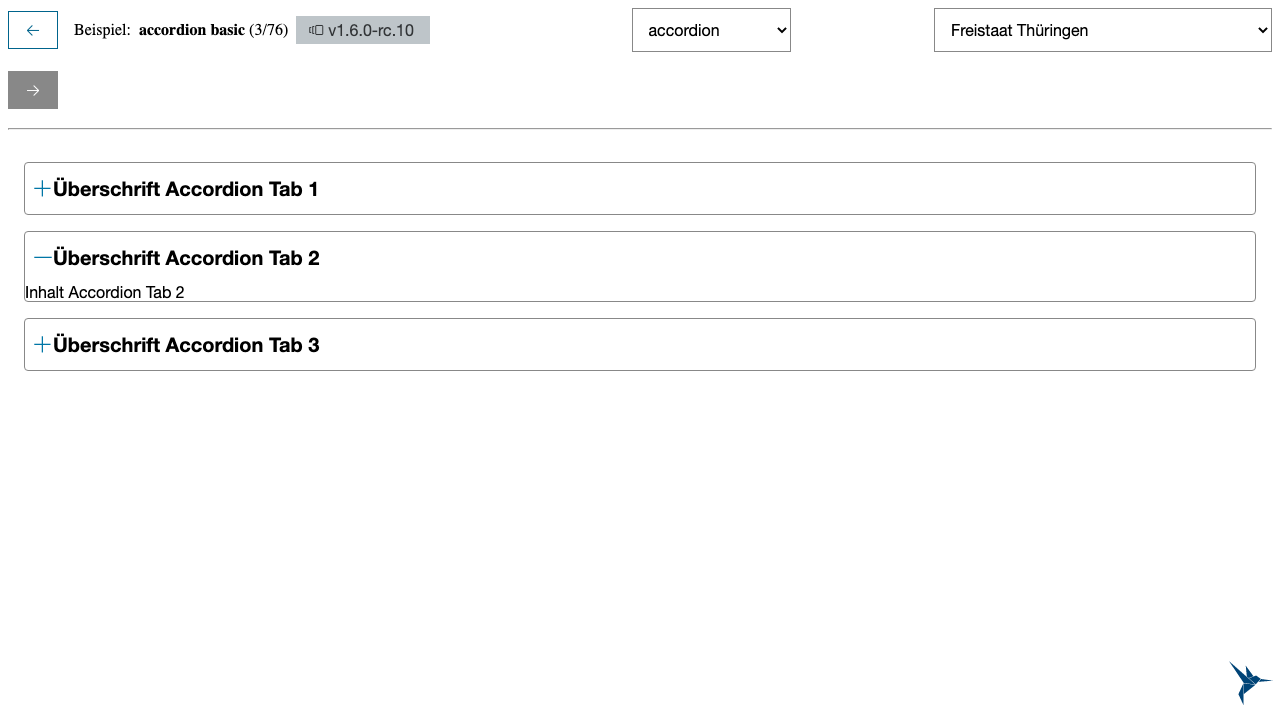 Beispiel: accordion basic (3/76) v1.6.0-rc.10 accordion Freistaat Thüringen
Überschrift Accordion Tab 1
Überschrift Accordion Tab 2
Inhalt Accordion Tab 2
Überschrift Accordion Tab 3